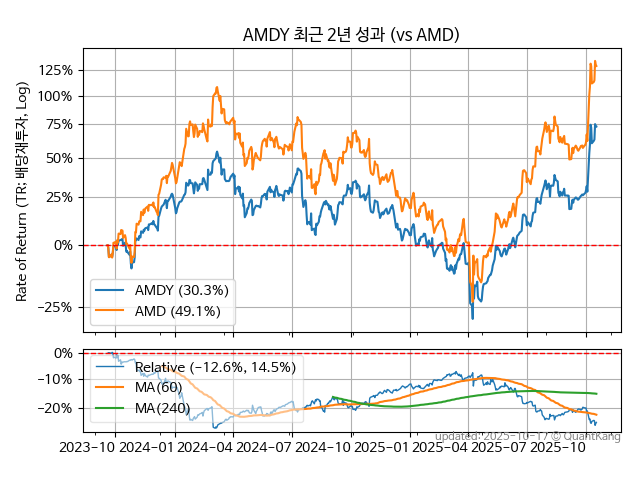 AMDY 최근 2년 성과 (vs AMD)
Rate of Return (TR: 배당재투자, Log)
125%
100%
75%
50%
25%
0%
−25%
AMDY (30.3%)
AMD (49.1%)
0%
−10%
−20%
Relative (−12.6%, 14.5%)
MA(60)
MA(240)
2023-10 2024-01 2024-04 2024-07 2024-10 2025-01 2025-04 2025-07 2025-10
updated: 2025-10-17 © QuantKang